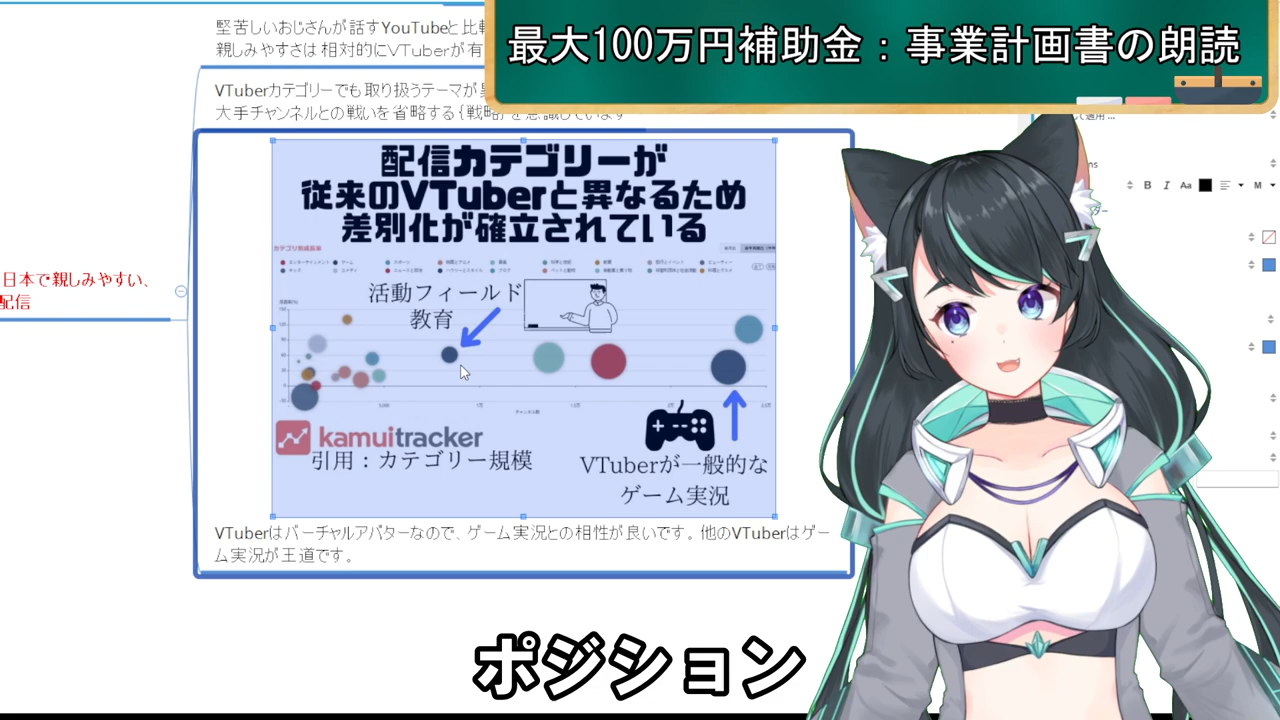 堅苦しいおじさんが話すYouTubeと比較
親しみやすさは相対的にVTuberが有
最大100万円補助金：事業計画書の朗読
VTuberカテゴリーでも取り扱うテーマが
大手チャンネルとの戦いを省略する{戦略}を意識しています
配信カテゴリーが
従来のVTuberと異なるため
差別化が確立されている
日本で親しみやすい、
配信
活動フィールド
教育
kamuitracker
引用：カテゴリー規模
VTuberが一般的な
ゲーム実況
VTuberはバーチャルアバターなので、ゲーム実況との相性が良いです。他のVTuberはゲー
ム実況が王道です。
B I Aa M
ポジション